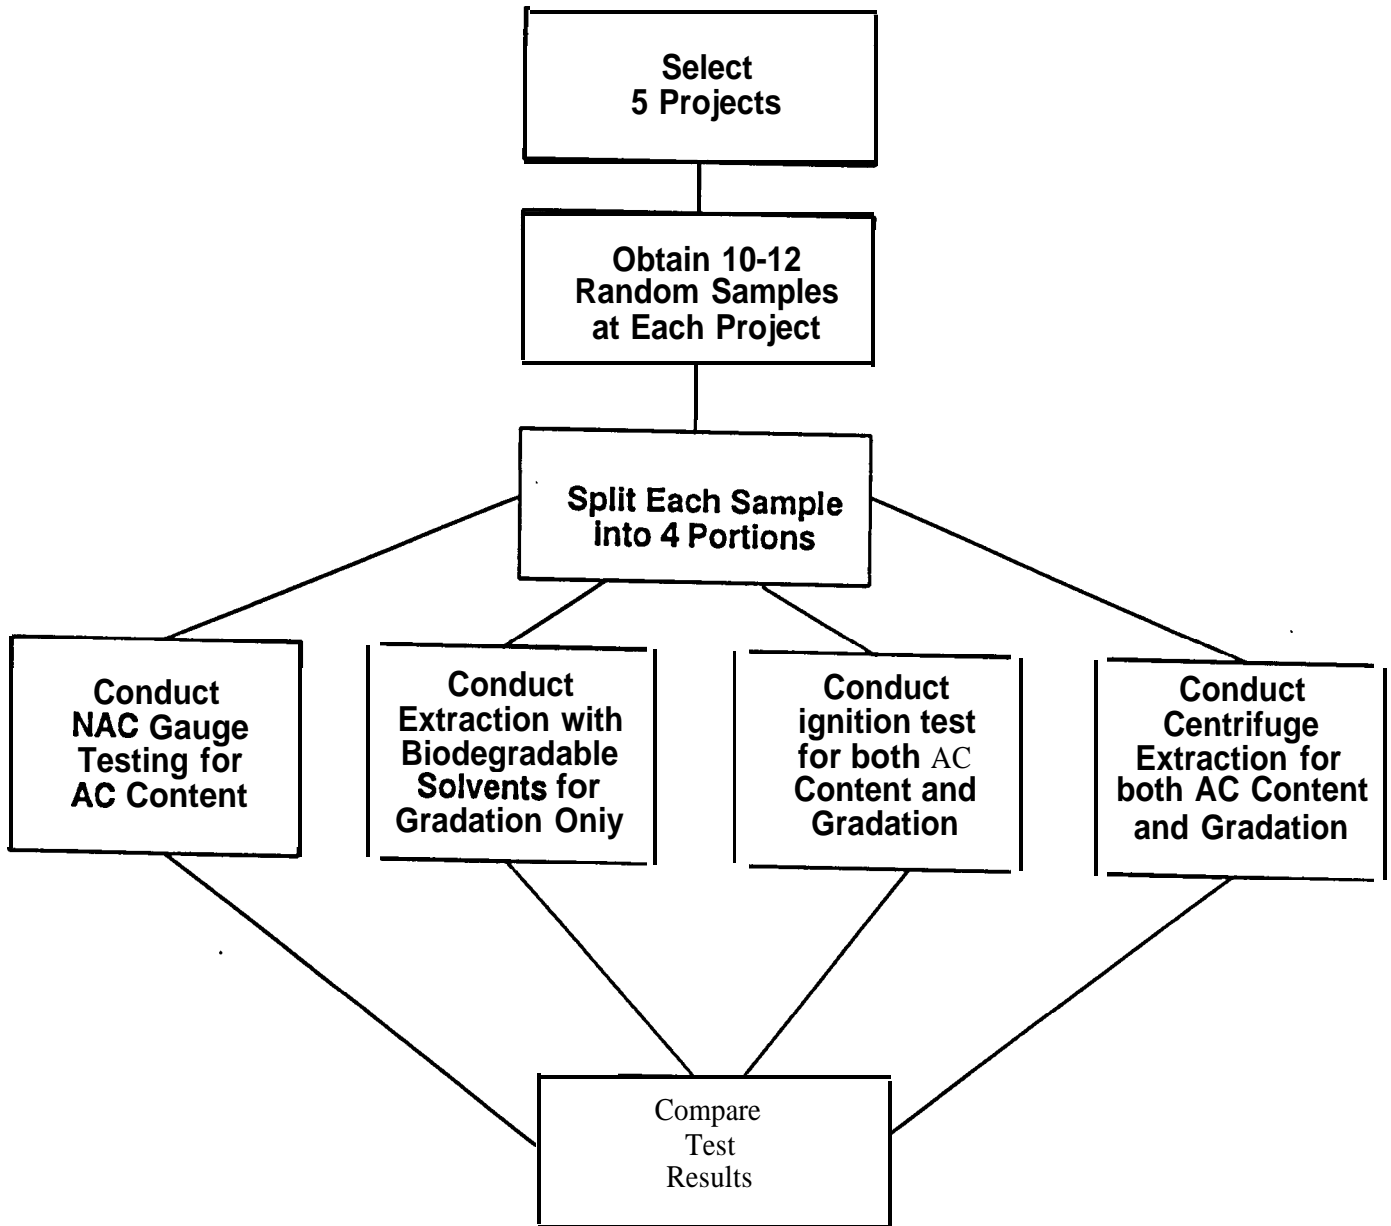 Select
5 Projects
Obtain 10-12
Random Samples
at Each Project
Split Each Sample
into 4 Portions
Conduct
NAC Gauge
Testing for
AC Content
Conduct
Extraction with
Biodegradable
Solvents for
Gradation Oniy
Conduct
ignition test
for both AC
Content and
Gradation
Conduct
Centrifuge
Extraction for
both AC Content
and Gradation
Compare
Test
Results